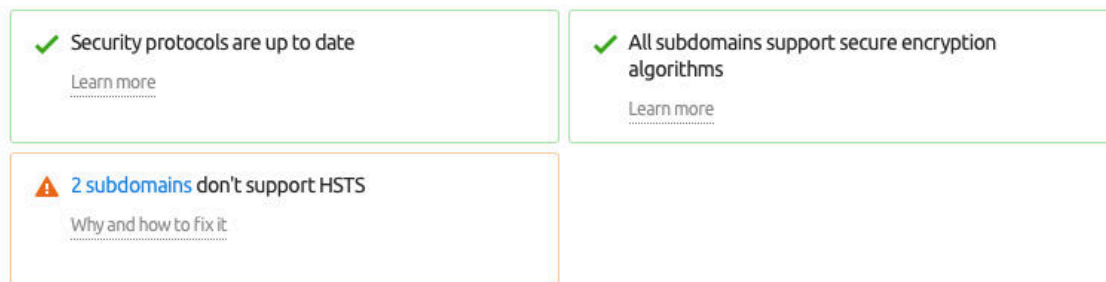 Security protocols are up to date
Learn more
All subdomains support secure encryption
algorithms
Learn more
2 subdomains don't support HSTS
Why and how to fix it